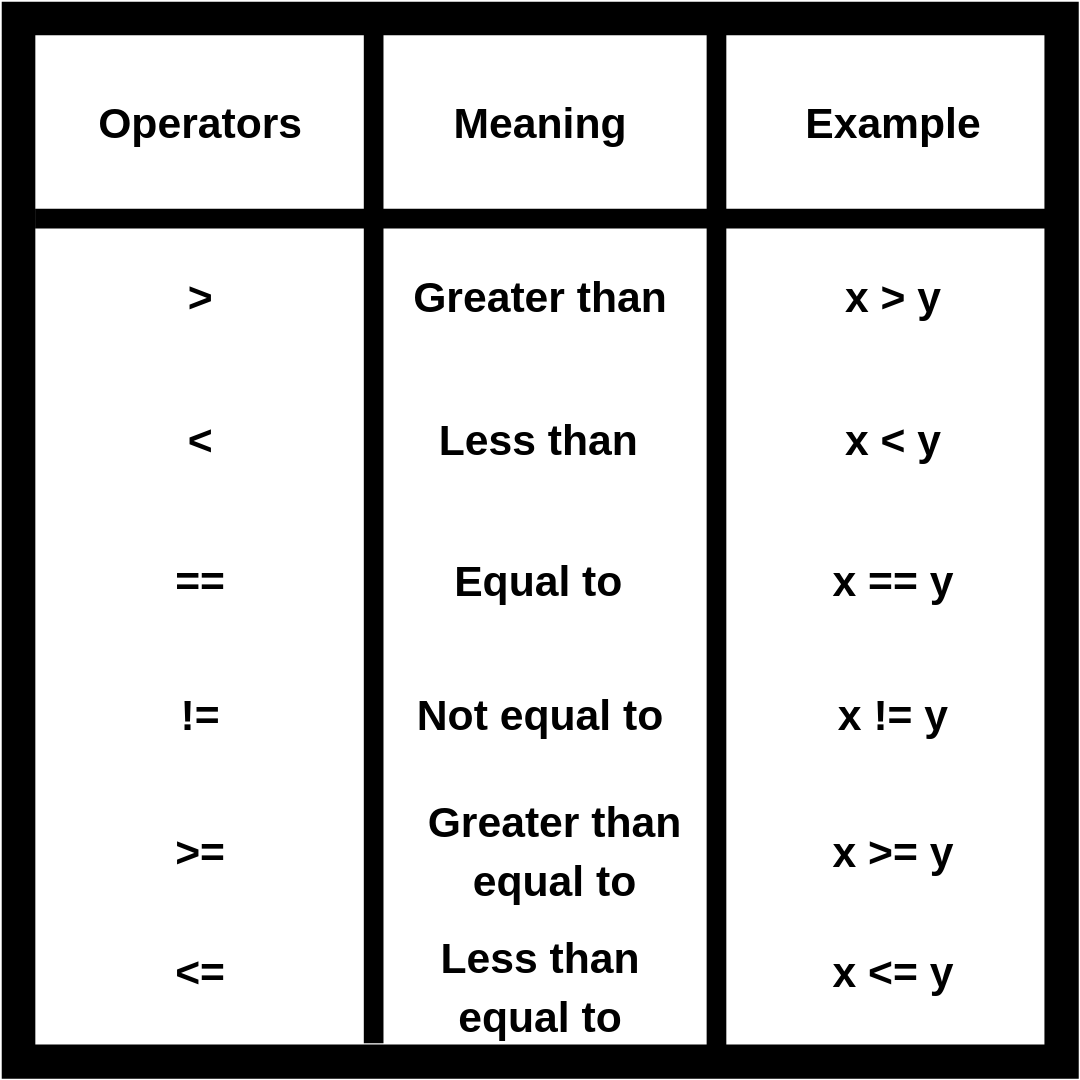 Operators Meaning Example
> Greater than x > y
< Less than x < y
== Equal to x == y
!= Not equal to x != y
>= Greater than equal to x >= y
<= Less than equal to x <= y